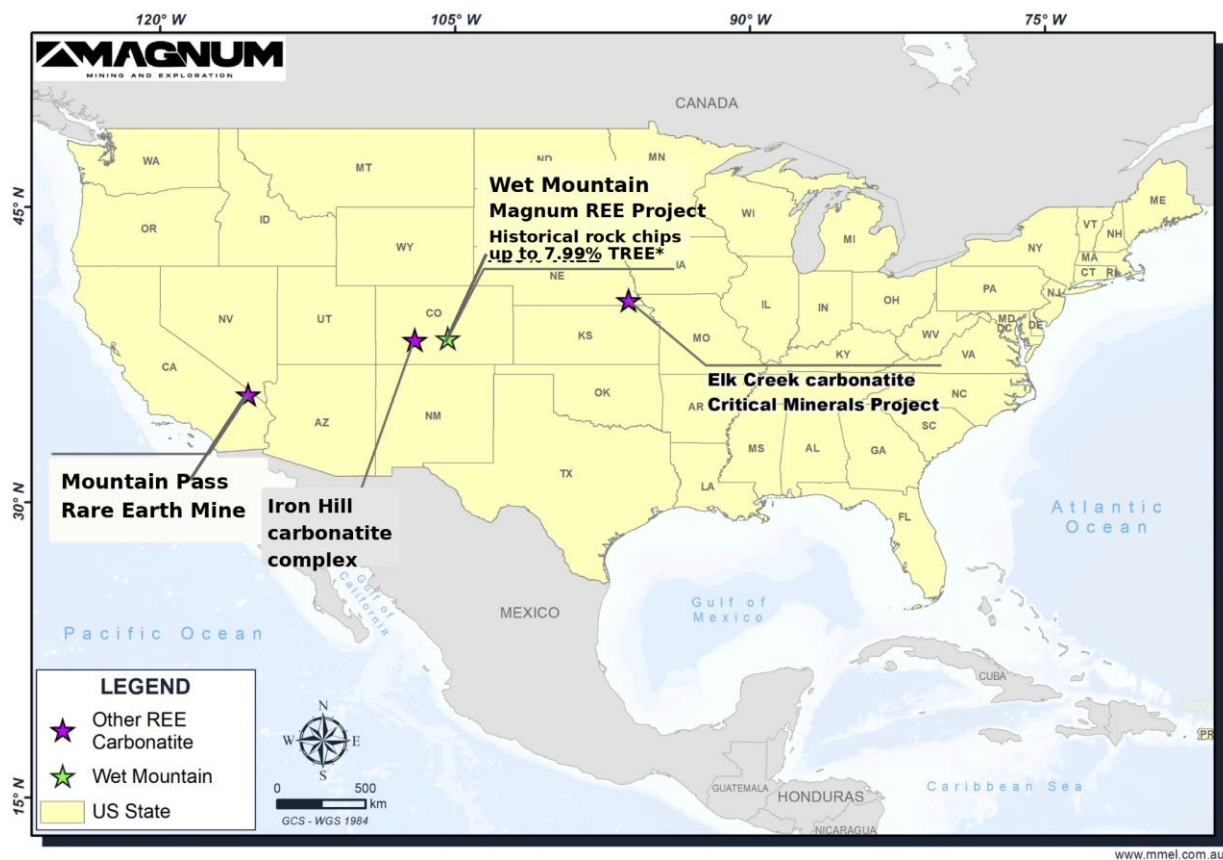 120° W
105° W
90° W
75° W
MAGNUM
MINING AND EXPLORATION
CANADA
WA
MT
ND
MN
ME
45° N
OR
ID
WY
WI
MI
VT
NH
NY
MA
CT
RI
Wet Mountain
Magnum REE Project
Historical rock chips
up to 7.99% TREE*
NE
IA
PA
NJ
NV
UT
CO
KS
IL
IN
OH
MD
DC
DE
WV
VA
MO
KY
CA
AZ
NM
OK
AR
NC
SC
Elk Creek carbonatite
Critical Minerals Project
MS
AL
GA
TX
LA
FL
Mountain Pass
Rare Earth Mine
Iron Hill
carbonatite
complex
30° N
Atlantic
Ocean
Gulf of
California
MEXICO
Gulf of
Mexico
Pacific Ocean
CUBA
PR
LEGEND
Other REE
Carbonatite
Wet Mountain
US State
N
W
E
S
0
500
km
GCS - WGS 1984
GUATEMALA
HONDURAS
NICARAGUA
Caribbean Sea
15° N
www.mmel.com.au